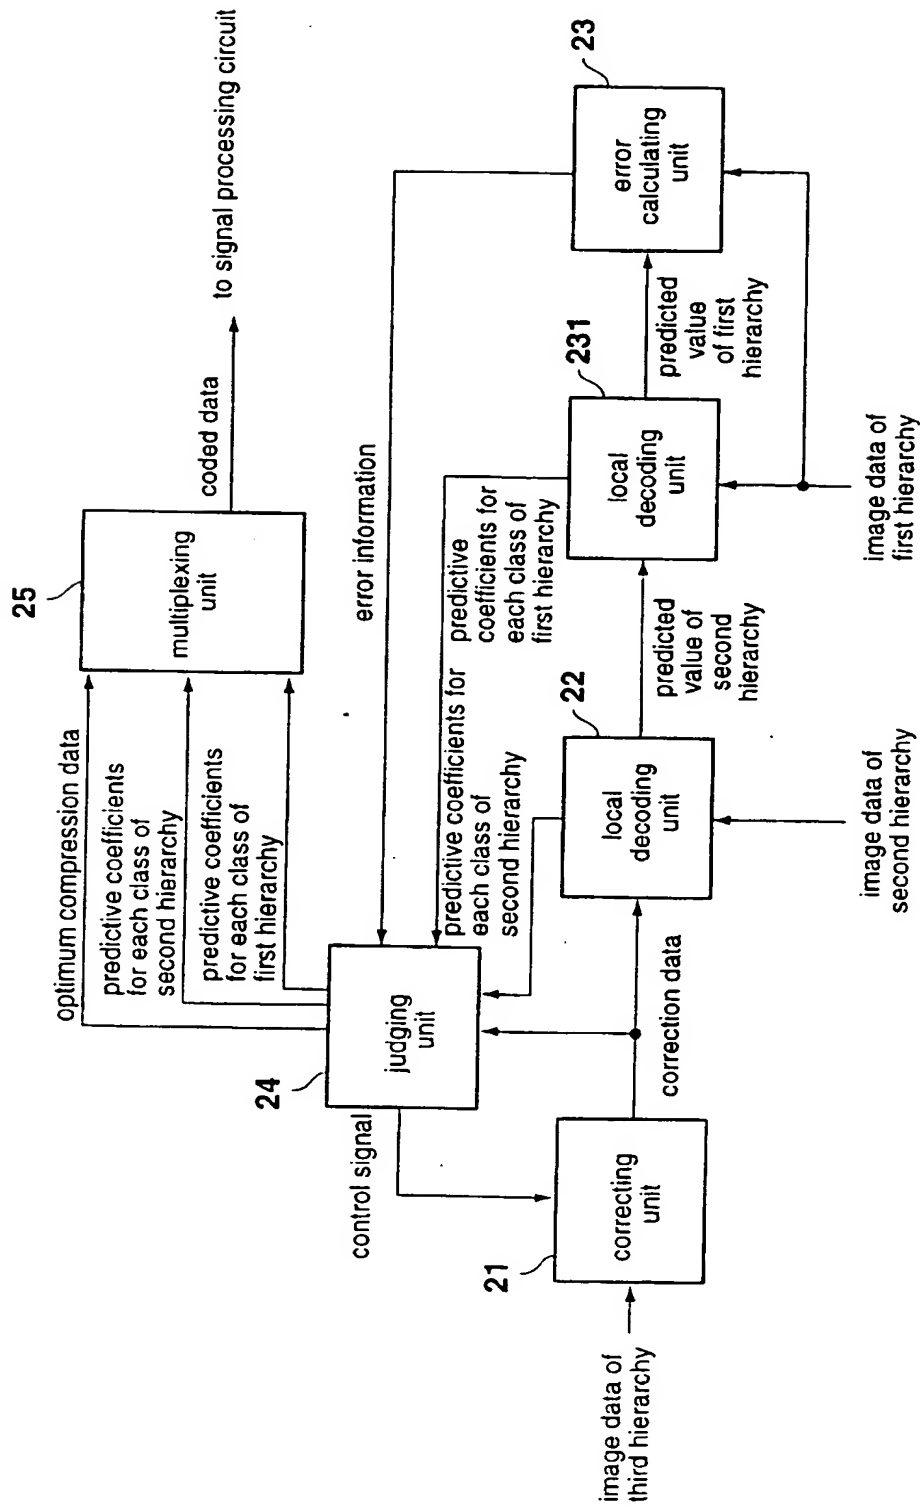 25
multiplexing
unit
coded data
to signal processing circuit
optimum compression data
predictive coefficients
for each class of
second hierarchy
predictive coefficients
for each class of
first hierarchy
error information
24
judging
unit
control signal
predictive coefficients for
each class of
second hierarchy
predictive
coefficients for
each class of
first hierarchy
21
correcting
unit
image data of
third hierarchy
correction data
22
local
decoding
unit
image data of
second hierarchy
predicted
value of
second
hierarchy
231
local
decoding
unit
image data of
first hierarchy
predicted
value
of first
hierarchy
23
error
calculating
unit